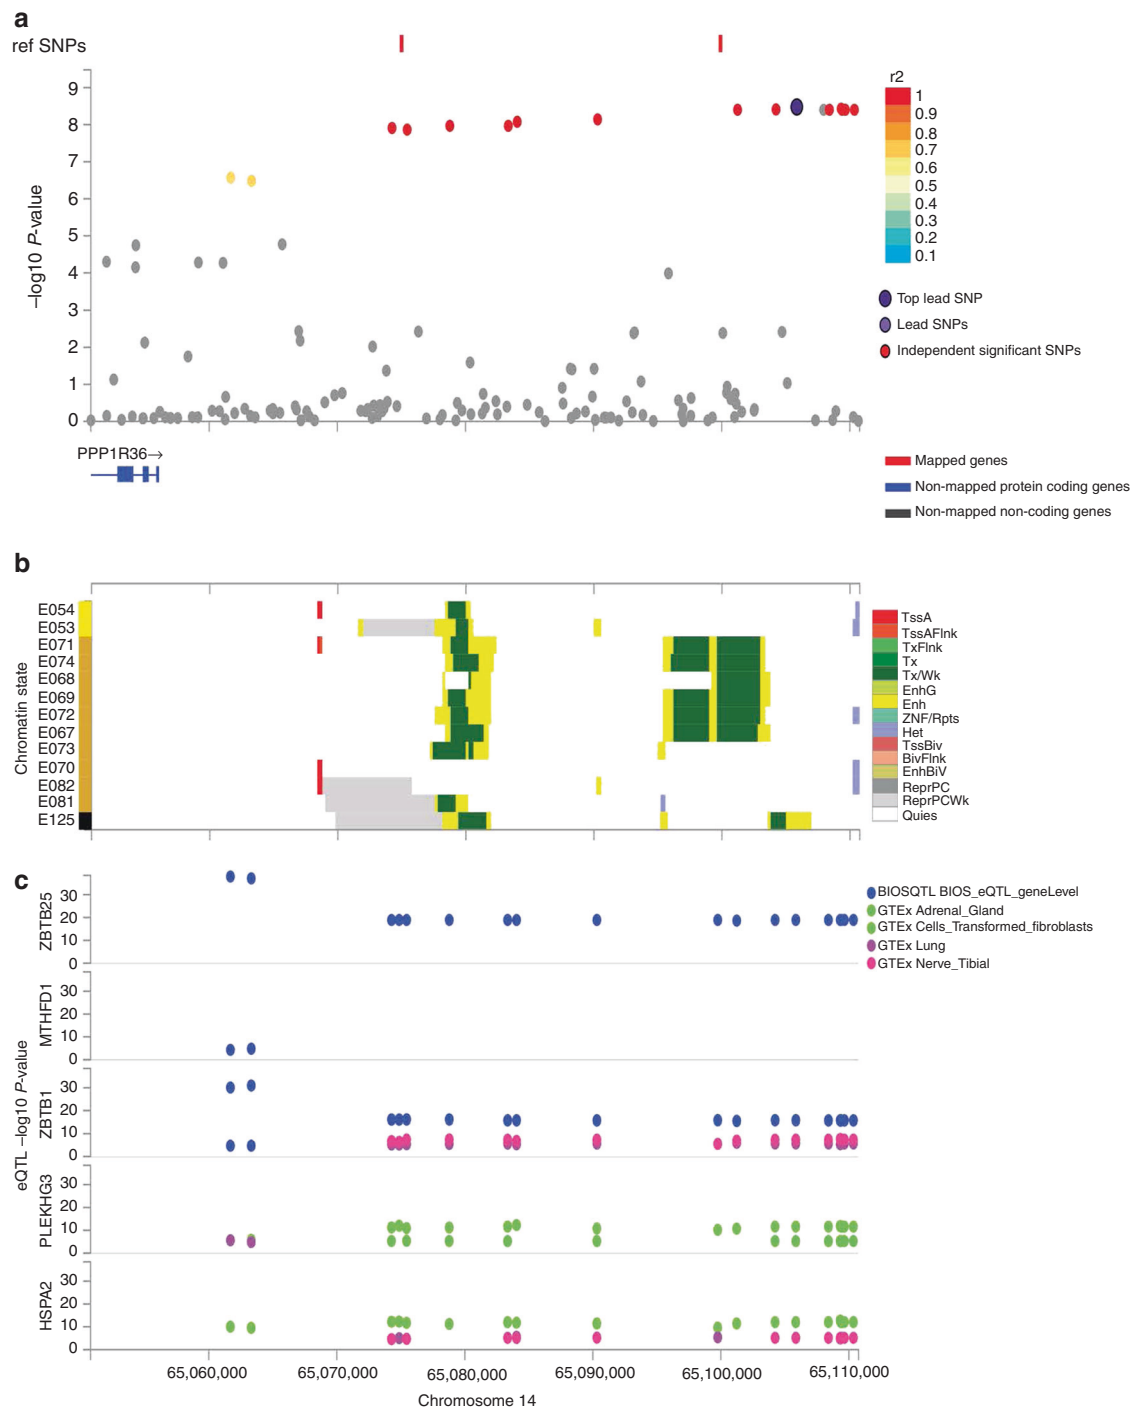 a
ref SNPs
9
8
7
6
5
4
3
2
1
0
–log10 P-value
r2
1
0.9
0.8
0.7
0.6
0.5
0.4
0.3
0.2
0.1
Top lead SNP
Lead SNPs
Independent significant SNPs
PPP1R36→
Mapped genes
Non-mapped protein coding genes
Non-mapped non-coding genes
b
Chromatin state
E054
E053
E071
E074
E068
E069
E072
E067
E073
E070
E082
E081
E125
TssA
TssAFlnk
TxFlnk
Tx
Tx/Wk
EnhG
Enh
ZNF/Rpts
Het
TssBiv
BivFlnk
EnhBiV
ReprPC
ReprPCWk
Quies
c
eQTL –log10 P-value
ZBTB25
30
20
10
0
MTHFD1
30
20
10
0
ZBTB1
30
20
10
0
PLEKHG3
30
20
10
0
HSPA2
30
20
10
0
BIOSQTL BIOS_eQTL_geneLevel
GTEx Adrenal_Gland
GTEx Cells_Transformed_fibroblasts
GTEx Lung
GTEx Nerve_Tibial
65,060,000
65,070,000
65,080,000
65,090,000
65,100,000
65,110,000
Chromosome 14